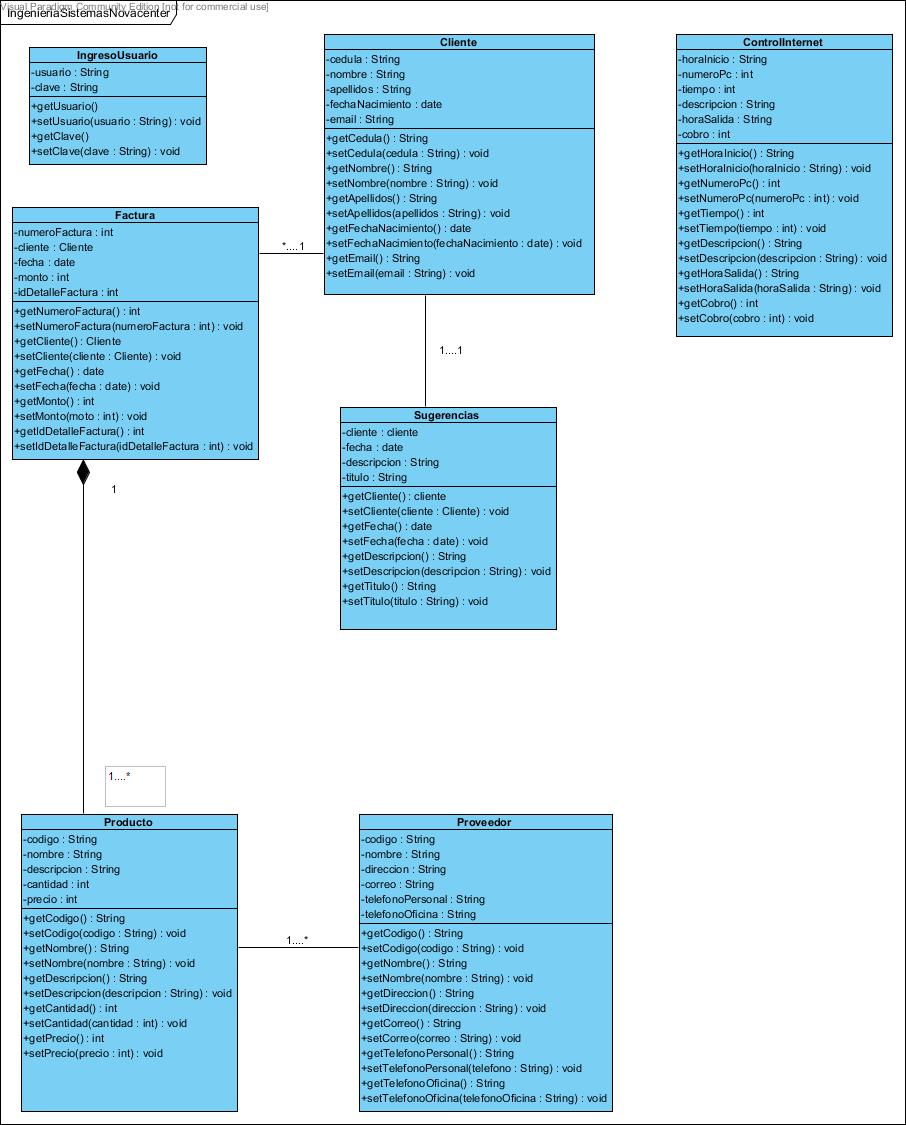 Visual Paradigm Community Edition [not for commercial use]
IngenieriaSistemasNovacenter
IngresoUsuario
-usuario : String
-clave : String
+getUsuario()
+setUsuario(usuario : String) : void
+getClave()
+setClave(clave : String) : void
Cliente
-cedula : String
-nombre : String
-apellidos : String
-fechaNacimiento : date
-email : String
+getCedula() : String
+setCedula(cedula : String) : void
+getNombre() : String
+setNombre(nombre : String) : void
+getApellidos() : String
+setApellidos(apellidos : String) : void
+getFechaNacimiento() : date
+setFechaNacimiento(fechaNacimiento : date) : void
+getEmail() : String
+setEmail(email : String) : void
ControlInternet
-horaInicio : String
-numeroPc : int
-tiempo : int
-descripcion : String
-horaSalida : String
-cobro : int
+getHoraInicio() : String
+setHoraInicio(horaInicio : String) : void
+getNumeroPc() : int
+setNumeroPc(numeroPc : int) : void
+getTiempo() : int
+setTiempo(tiempo : int) : void
+getDescripcion() : String
+setDescripcion(descripcion : String) : void
+getHoraSalida() : String
+setHoraSalida(horaSalida : String) : void
+getCobro() : int
+setCobro(cobro : int) : void
Factura
-numeroFactura : int
-cliente : Cliente
-fecha : date
-monto : int
-idDetalleFactura : int
+getNumeroFactura() : int
+setNumeroFactura(numeroFactura : int) : void
+getCliente() : Cliente
+setCliente(cliente : Cliente) : void
+getFecha() : date
+setFecha(fecha : date) : void
+getMonto() : int
+setMonto(moto : int) : void
+getIdDetalleFactura() : int
+setIdDetalleFactura(idDetalleFactura : int) : void
*....1
1....1
Sugerencias
-cliente : cliente
-fecha : date
-descripcion : String
-titulo : String
+getCliente() : cliente
+setCliente(cliente : Cliente) : void
+getFecha() : date
+setFecha(fecha : date) : void
+getDescripcion() : String
+setDescripcion(descripcion : String) : void
+getTitulo() : String
+setTitulo(titulo : String) : void
1
1....*
Producto
-codigo : String
-nombre : String
-descripcion : String
-cantidad : int
-precio : int
+getCodigo() : String
+setCodigo(codigo : String) : void
+getNombre() : String
+setNombre(nombre : String) : void
+getDescripcion() : String
+setDescripcion(descripcion : String) : void
+getCantidad() : int
+setCantidad(cantidad : int) : void
+getPrecio() : int
+setPrecio(precio : int) : void
1....*
Proveedor
-codigo : String
-nombre : String
-direccion : String
-correo : String
-telefonoPersonal : String
-telefonoOficina : String
+getCodigo() : String
+setCodigo(codigo : String) : void
+getNombre() : String
+setNombre(nombre : String) : void
+getDireccion() : String
+setDireccion(direccion : String) : void
+getCorreo() : String
+setCorreo(correo : String) : void
+getTelefonoPersonal() : String
+setTelefonoPersonal(telefono : String) : void
+getTelefonoOficina() : String
+setTelefonoOficina(telefonoOficina : String) : void